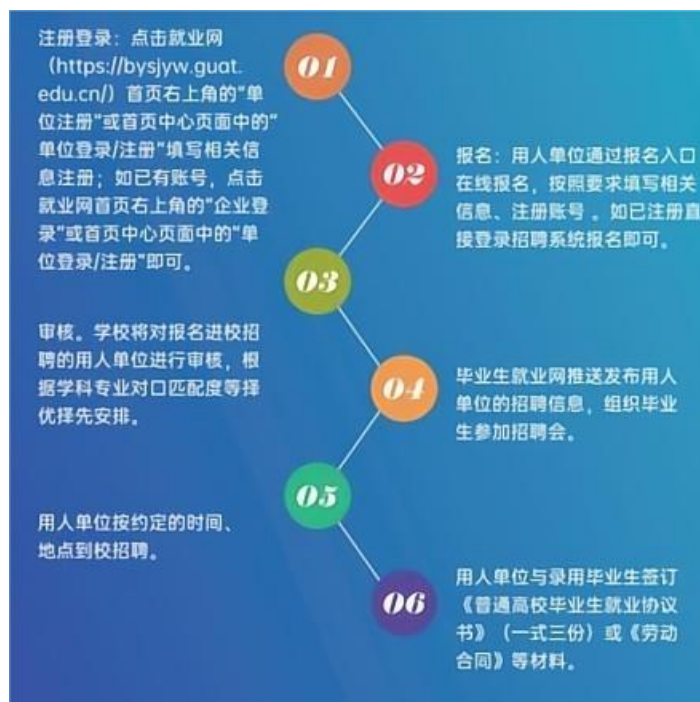 01
注册登录：点击就业网
（https://bysjyw.guat.
edu.cn/）首页右上角的“单
位注册”或首页中心页面中的“
单位登录/注册”填写相关信
息注册；如已有账号，点击
就业网首页右上角的“企业登
录”或首页中心页面中的“单
位登录/注册”即可。
02
报名：用人单位通过报名入口
在线报名，按照要求填写相关
信息、注册账号 。如已注册直
接登录招聘系统报名即可。
03
审核。学校将对报名进校招
聘的用人单位进行审核，根
据学科专业对口匹配度等择
优择先安排。
04
毕业生就业网推送发布用人
单位的招聘信息，组织毕业
生参加招聘会。
05
用人单位按约定的时间、
地点到校招聘。
06
用人单位与录用毕业生签订
《普通高校毕业生就业协议
书》（一式三份）或《劳动
合同》等材料。